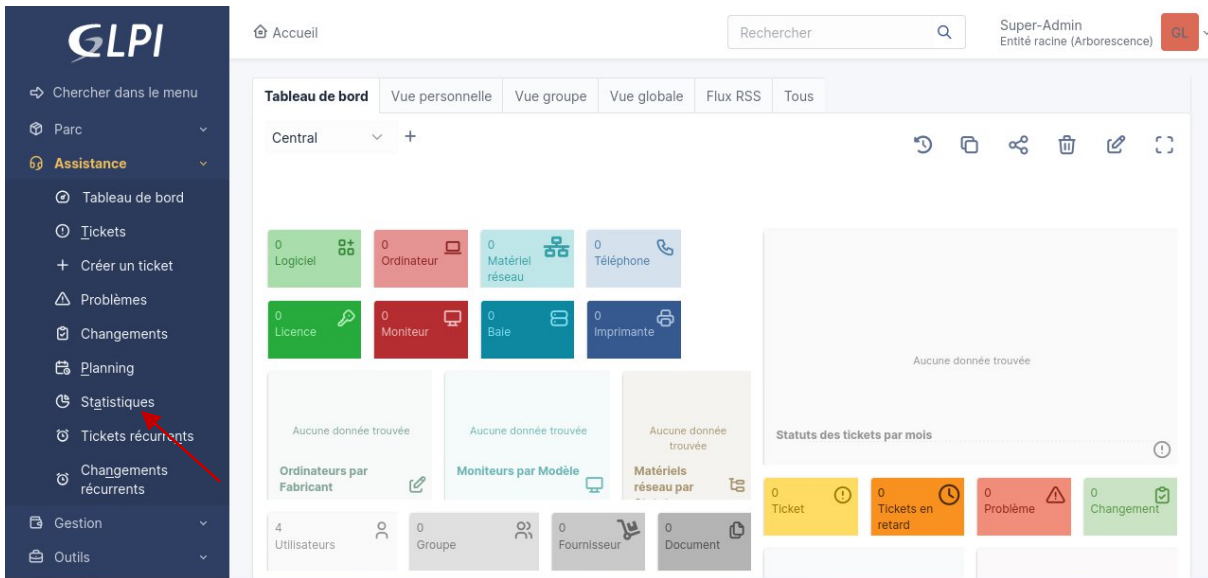 GLPI
Chercher dans le menu
Parc
Assistance
Tableau de bord
Tickets
Créer un ticket
Problèmes
Changements
Planning
Statistiques
Tickets récurrents
Changements
récurrents
Gestion
Outils
Accueil
Rechercher
Super-Admin
Entité racine (Arborescence)
GL
Tableau de bord Vue personnelle Vue groupe Vue globale Flux RSS Tous
Central
0
Logiciel
0
Ordinateur
0
Matériel
réseau
0
Téléphone
0
Licence
0
Moniteur
0
Baie
0
Imprimante
Aucune donnée trouvée
Ordinateurs par
Fabricant
Aucune donnée trouvée
Moniteurs par Modèle
Aucune donnée
trouvée
Matériels
réseau par
4
Utilisateurs
0
Groupe
0
Fournisseur
0
Document
Aucune donnée trouvée
Statuts des tickets par mois
0
Ticket
0
Tickets en
retard
0
Problème
0
Changement